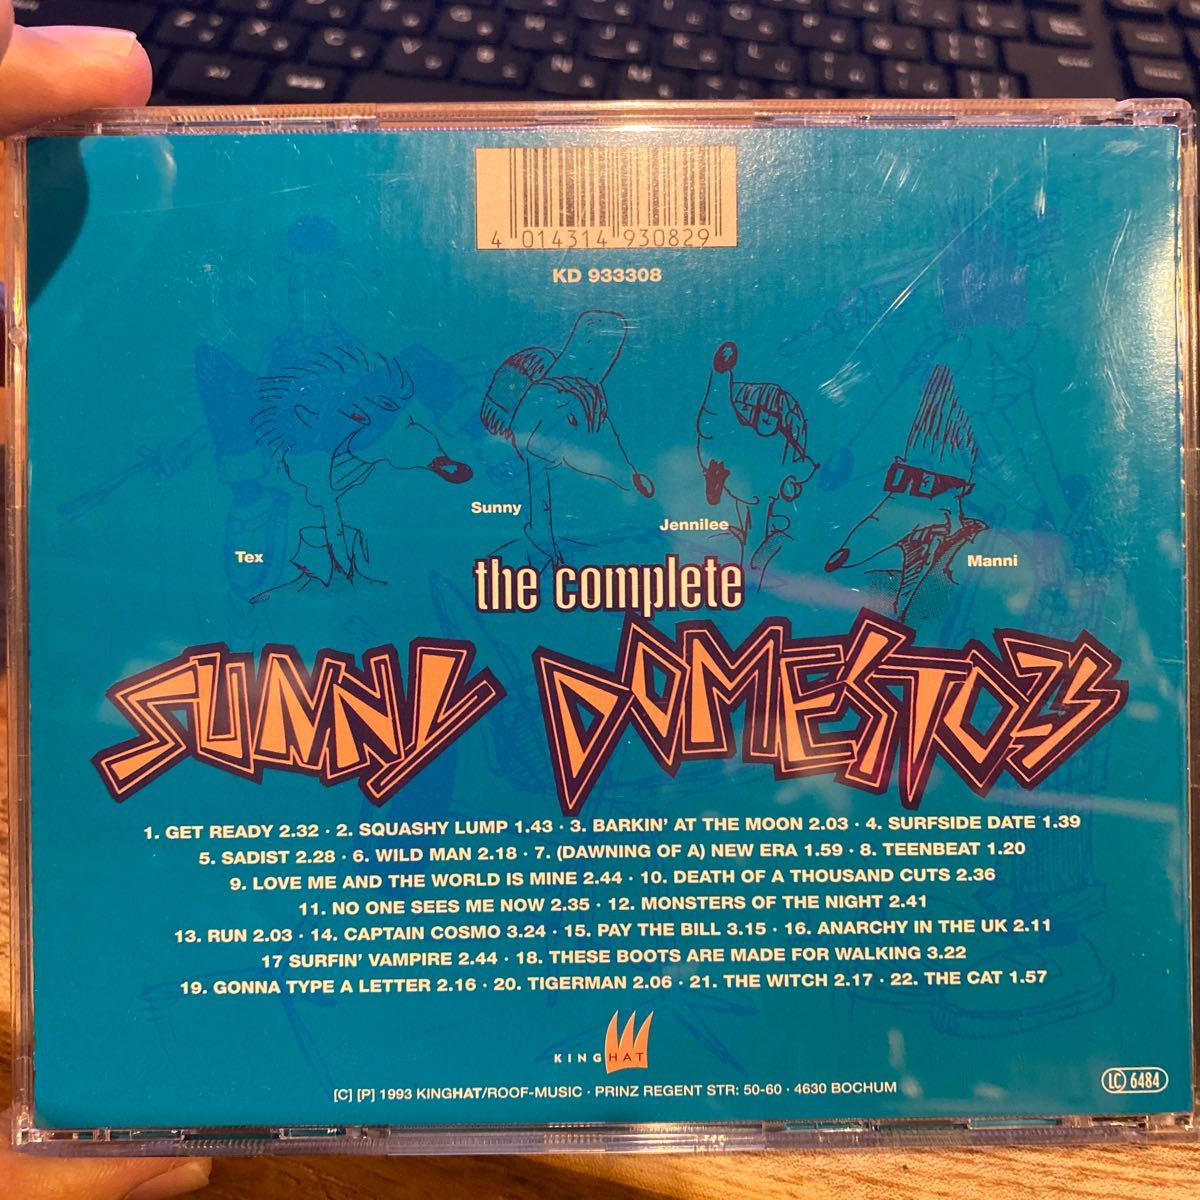 4 014314 930829
KD 933308
Sunny
Jennilee
Tex
Manni
the complete
SUNNY DOMESTOZS
1. GET READY 2.32 · 2. SQUASHY LUMP 1.43 · 3. BARKIN' AT THE MOON 2.03 · 4. SURFSIDE DATE 1.39
5. SADIST 2.28 · 6. WILD MAN 2.18 · 7. (DAWNING OF A) NEW ERA 1.59 · 8. TEENBEAT 1.20
9. LOVE ME AND THE WORLD IS MINE 2.44 · 10. DEATH OF A THOUSAND CUTS 2.36
11. NO ONE SEES ME NOW 2.35 · 12. MONSTERS OF THE NIGHT 2.41
13. RUN 2.03 · 14. CAPTAIN COSMO 3.24 · 15. PAY THE BILL 3.15 · 16. ANARCHY IN THE UK 2.11
17 SURFIN' VAMPIRE 2.44 · 18. THESE BOOTS ARE MADE FOR WALKING 3.22
19. GONNA TYPE A LETTER 2.16 · 20. TIGERMAN 2.06 · 21. THE WITCH 2.17 · 22. THE CAT 1.57
KINGHAT
[C] [P] 1993 KINGHAT/ROOF-MUSIC · PRINZ REGENT STR: 50-60 · 4630 BOCHUM
LC 6484